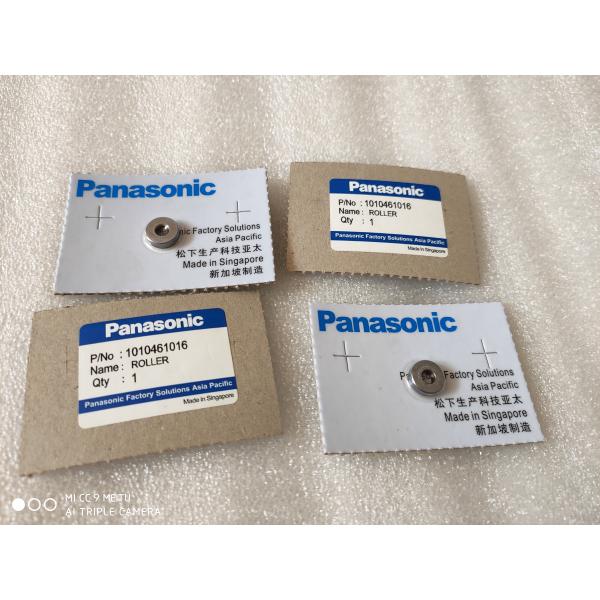 Panasonic
nic Factory Solutions
Asia Pacific
松下生产科技亚太
Made in Singapore
新加坡制造
Panasonic
P/No : 1010461016
Name : ROLLER
Qty : 1
Panasonic Factory Solutions Asia Pacific
Made in Singapore
Panasonic
P/No : 1010461016
Name : ROLLER
Qty : 1
Panasonic Factory Solutions Asia Pacific
Made in Singapore
Panasonic
P Factory Solutions
Asia Pacific
松下生产科技亚太
Made in Singapore
新加坡制造
MI CC 9 MEITU
AI TRIPLE CAMERA